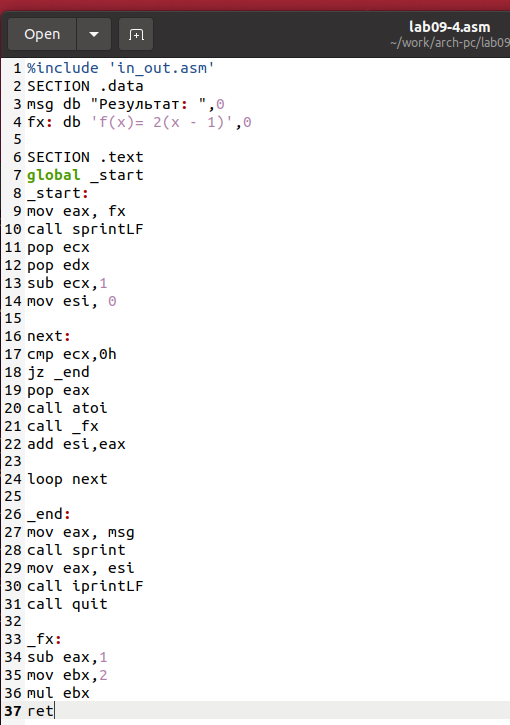 Open
lab09-4.asm
~/work/arch-pc/lab09
1 %include 'in_out.asm'
2 SECTION .data
3 msg db "Результат: ",0
4 fx: db 'f(x)= 2(x - 1)',0
5
6 SECTION .text
7 global _start
8 _start:
9 mov eax, fx
10 call sprintLF
11 pop ecx
12 pop edx
13 sub ecx,1
14 mov esi, 0
15
16 next:
17 cmp ecx,0h
18 jz _end
19 pop eax
20 call atoi
21 call _fx
22 add esi,eax
23
24 loop next
25
26 _end:
27 mov eax, msg
28 call sprint
29 mov eax, esi
30 call iprintLF
31 call quit
32
33 _fx:
34 sub eax,1
35 mov ebx,2
36 mul ebx
37 ret